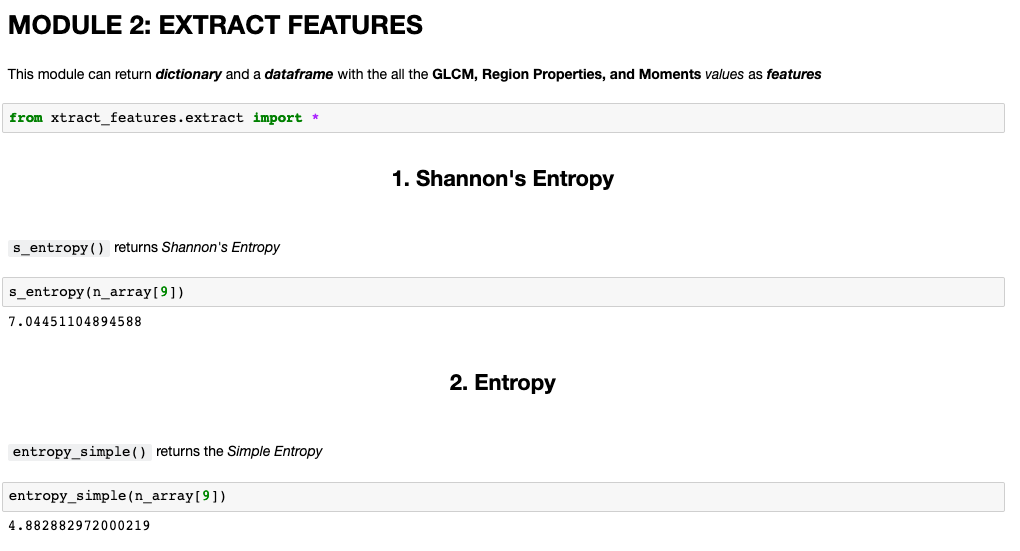 MODULE 2: EXTRACT FEATURES
This module can return dictionary and a dataframe with the all the GLCM, Region Properties, and Moments values as features
from xtract_features.extract import *
1. Shannon's Entropy
s_entropy() returns Shannon's Entropy
s_entropy(n_array[9])
7.04451104894588
2. Entropy
entropy_simple() returns the Simple Entropy
entropy_simple(n_array[9])
4.882882972000219